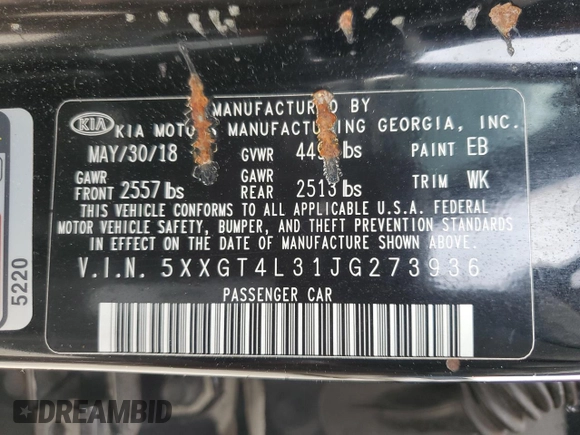 MANUFACTURED BY
KIA KIA MOTORS MANUFACTURING GEORGIA, INC.
MAY/30/18 GVWR lbs PAINT EB
GAWR GAWR
FRONT 2557 lbs REAR 2513 lbs TRIM WK
THIS VEHICLE CONFORMS TO ALL APPLICABLE U.S.A. FEDERAL
MOTOR VEHICLE SAFETY, BUMPER, AND THEFT PREVENTION STANDARDS
IN EFFECT ON THE DATE OF MANUFACTURE SHOWN ABOVE.
V.I.N. 5XXGT4L31JG273936
PASSENGER CAR
5220
DREAMBID